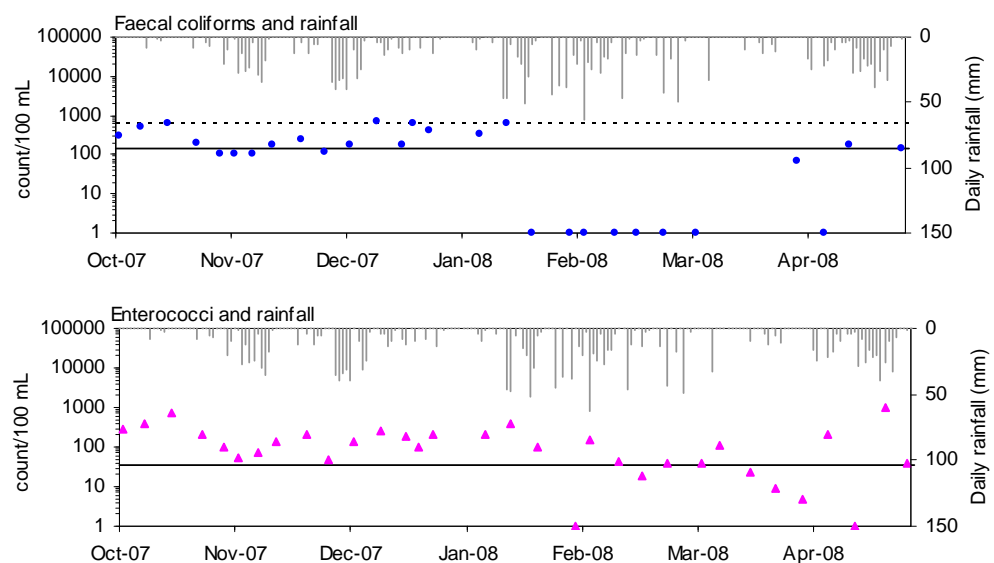 Faecal coliforms and rainfall
100000
10000
1000
100
10
1
count/100 mL
0
50
100
150
Daily rainfall (mm)
Oct-07 Nov-07 Dec-07 Jan-08 Feb-08 Mar-08 Apr-08
Enterococci and rainfall
100000
10000
1000
100
10
1
count/100 mL
0
50
100
150
Daily rainfall (mm)
Oct-07 Nov-07 Dec-07 Jan-08 Feb-08 Mar-08 Apr-08